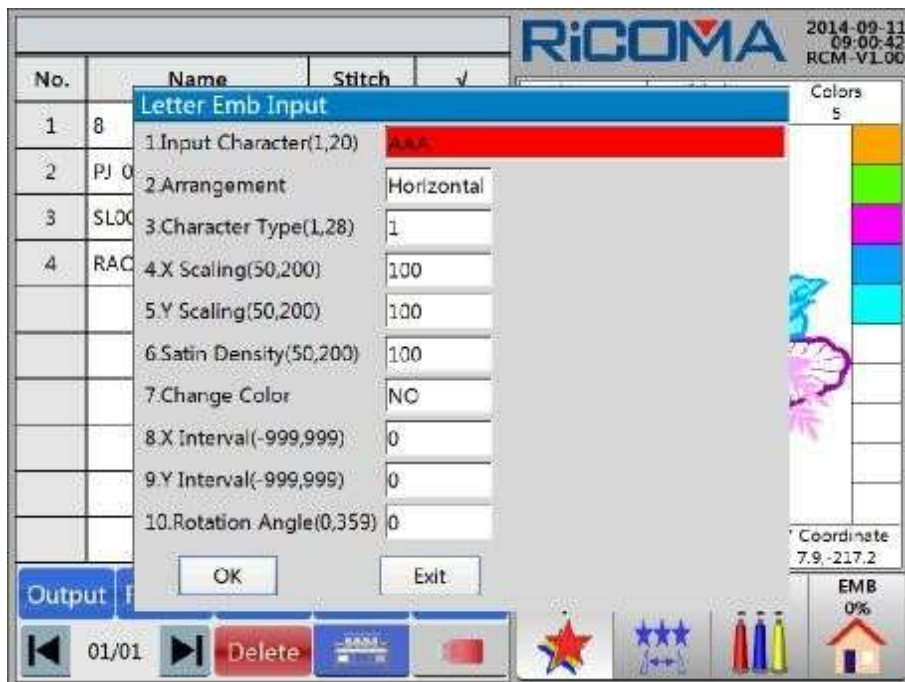 RiCOMA
2014-09-11
09:00:42
RCM-V1.00
No. Name Stitch √
Colors
5
1 8
2 PJ 0
3 SL00
4 RAC
Letter Emb Input
1.Input Character(1,20) AAA
2.Arrangement Horizontal
3.Character Type(1,28) 1
4.X Scaling(50,200) 100
5.Y Scaling(50,200) 100
6.Satin Density(50,200) 100
7.Change Color NO
8.X Interval(-999,999) 0
9.Y Interval(-999,999) 0
10.Rotation Angle(0,359) 0
OK Exit
Coordinate
7.9,-217.2
Output
EMB
0%
01/01 Delete